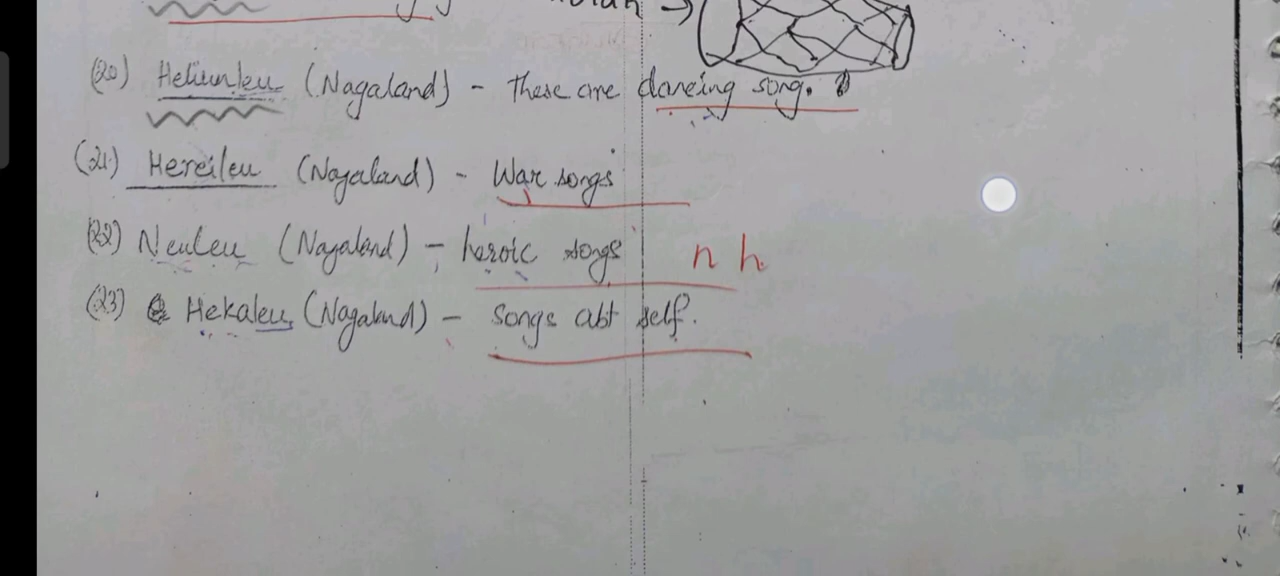 (20) Heliunleu (Nagaland) - These are dancing song.
(21) Hereileu (Nagaland) - War songs
(22) Neuleu (Nagaland) - heroic songs n h
(23) Hekaleu (Nagaland) - Songs abt self.